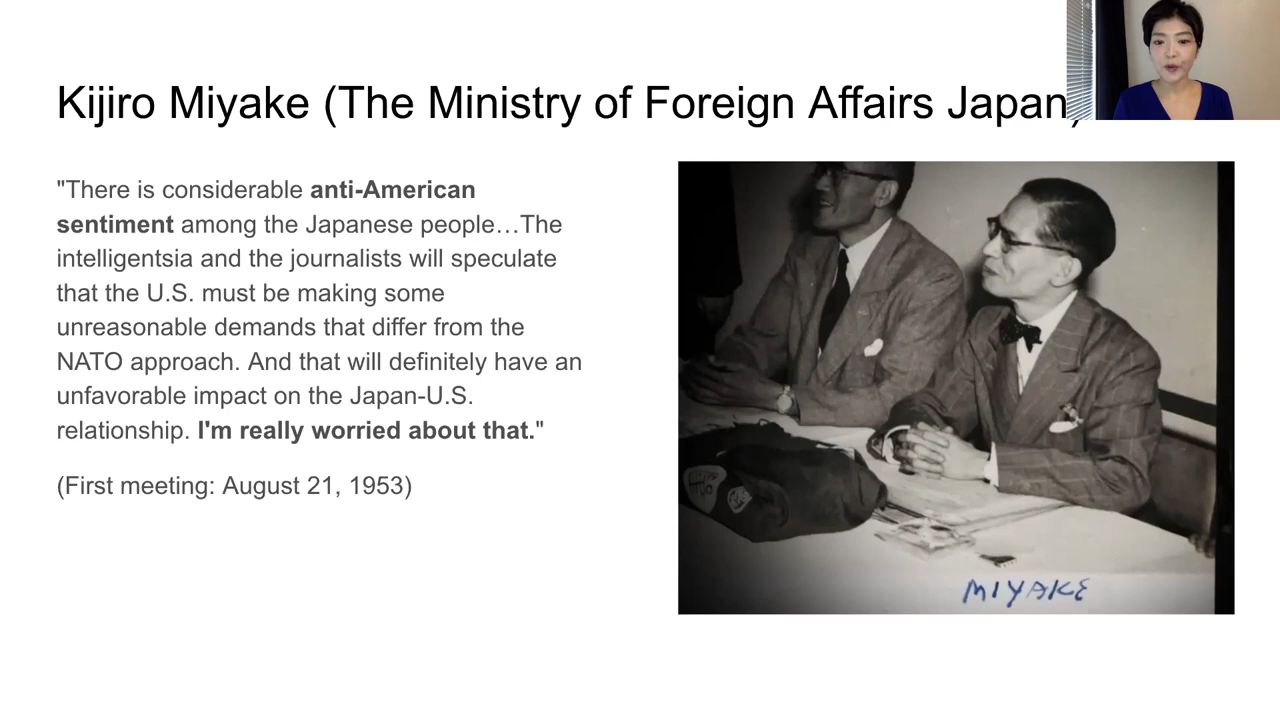 Kijiro Miyake (The Ministry of Foreign Affairs Japan)
"There is considerable anti-American
sentiment among the Japanese people…The
intelligentsia and the journalists will speculate
that the U.S. must be making some
unreasonable demands that differ from the
NATO approach. And that will definitely have an
unfavorable impact on the Japan-U.S.
relationship. I'm really worried about that."
(First meeting: August 21, 1953)
MIYAKE